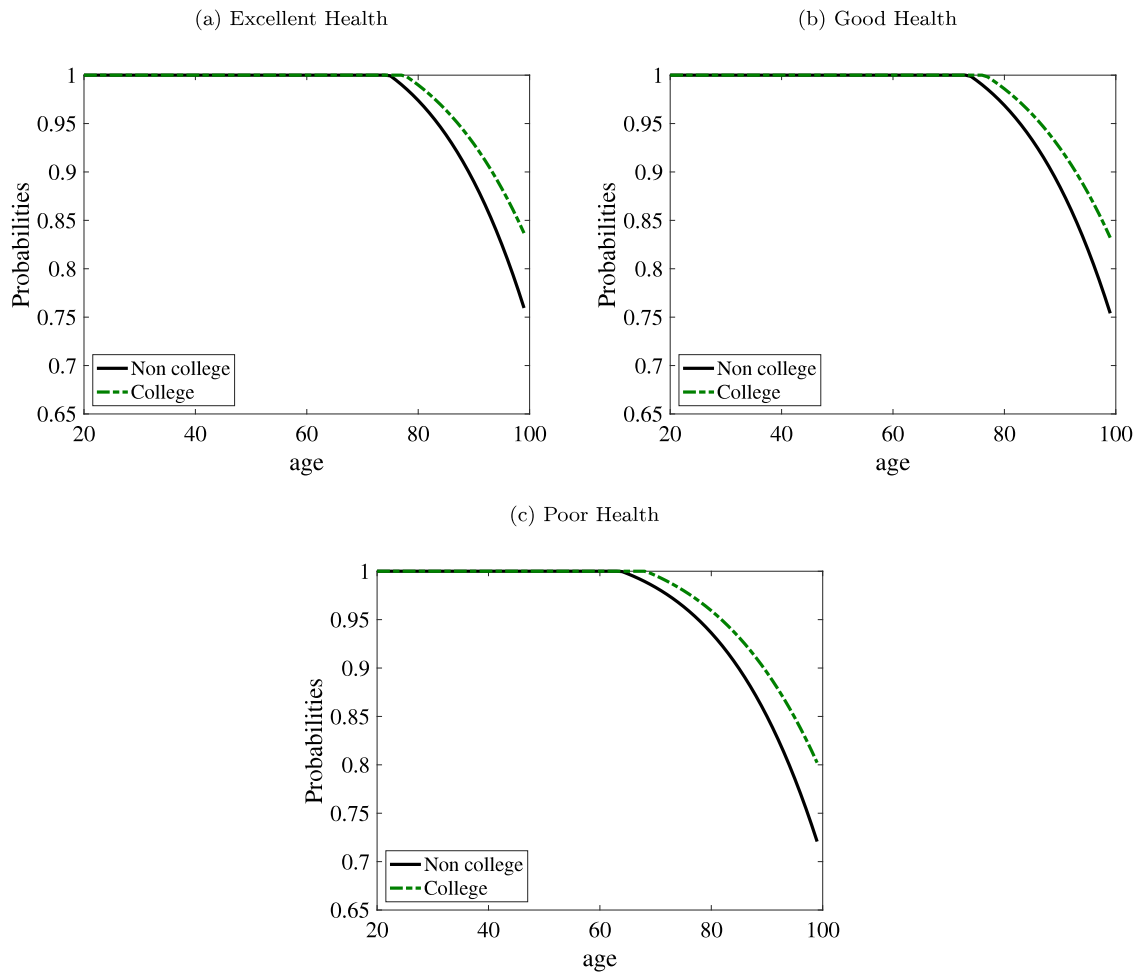 (a) Excellent Health
Probabilities
1
0.95
0.9
0.85
0.8
0.75
0.7
0.65
Non college
College
20 40 60 80 100
age
(b) Good Health
Probabilities
1
0.95
0.9
0.85
0.8
0.75
0.7
0.65
Non college
College
20 40 60 80 100
age
(c) Poor Health
Probabilities
1
0.95
0.9
0.85
0.8
0.75
0.7
0.65
Non college
College
20 40 60 80 100
age